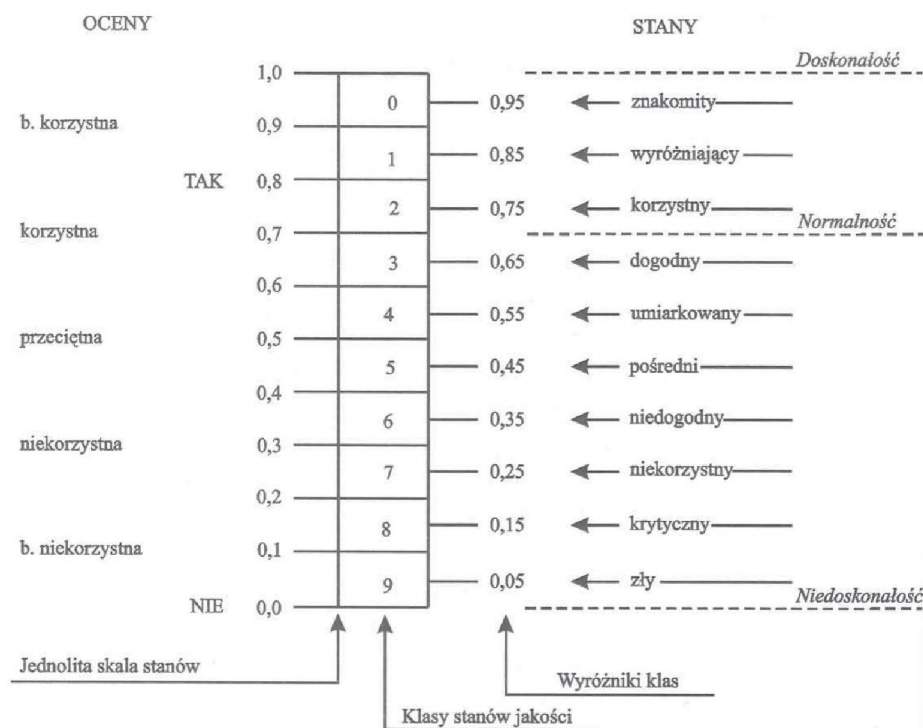 OCENY STANY
Doskonałość
1,0
0 0,95 znakomity
b. korzystna 0,9
1 0,85 wyróżniający
TAK 0,8
2 0,75 korzystny
korzystna 0,7 Normalność
3 0,65 dogodny
0,6
4 0,55 umiarkowany
przeciętna 0,5
5 0,45 pośredni
0,4
6 0,35 niedogodny
niekorzystna 0,3
7 0,25 niekorzystny
0,2
8 0,15 krytyczny
b. niekorzystna 0,1
9 0,05 zły
NIE 0,0 Niedoskonałość
Jednolita skala stanów
Wyróżniki klas
Klasy stanów jakości